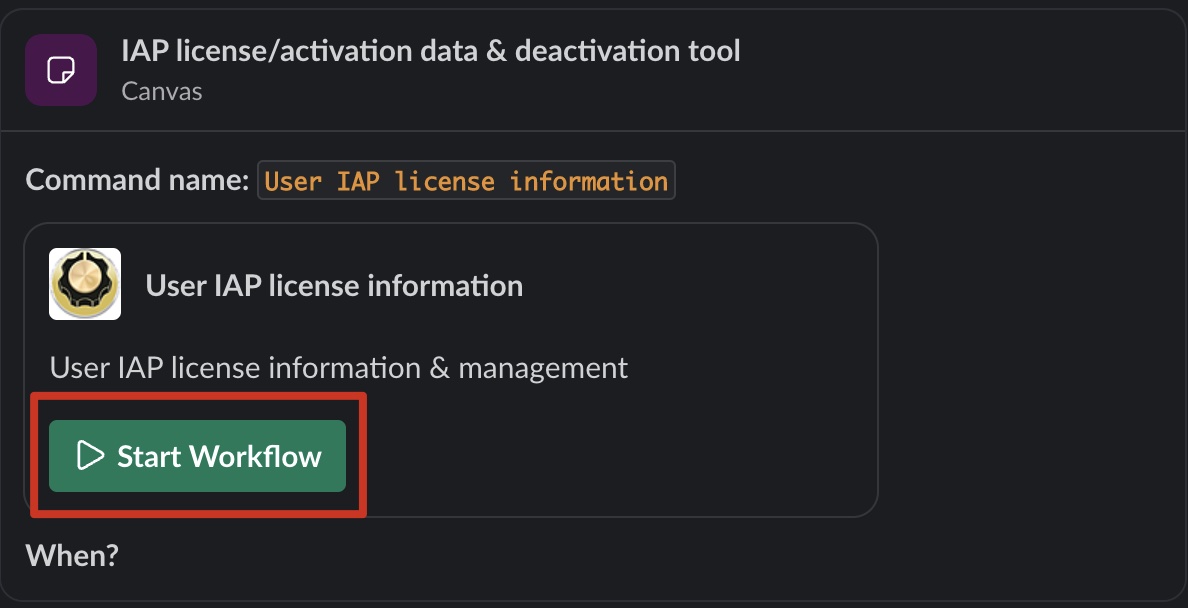 IAP license/activation data & deactivation tool
Canvas
Command name: User IAP license information
User IAP license information
User IAP license information & management
Start Workflow
When?